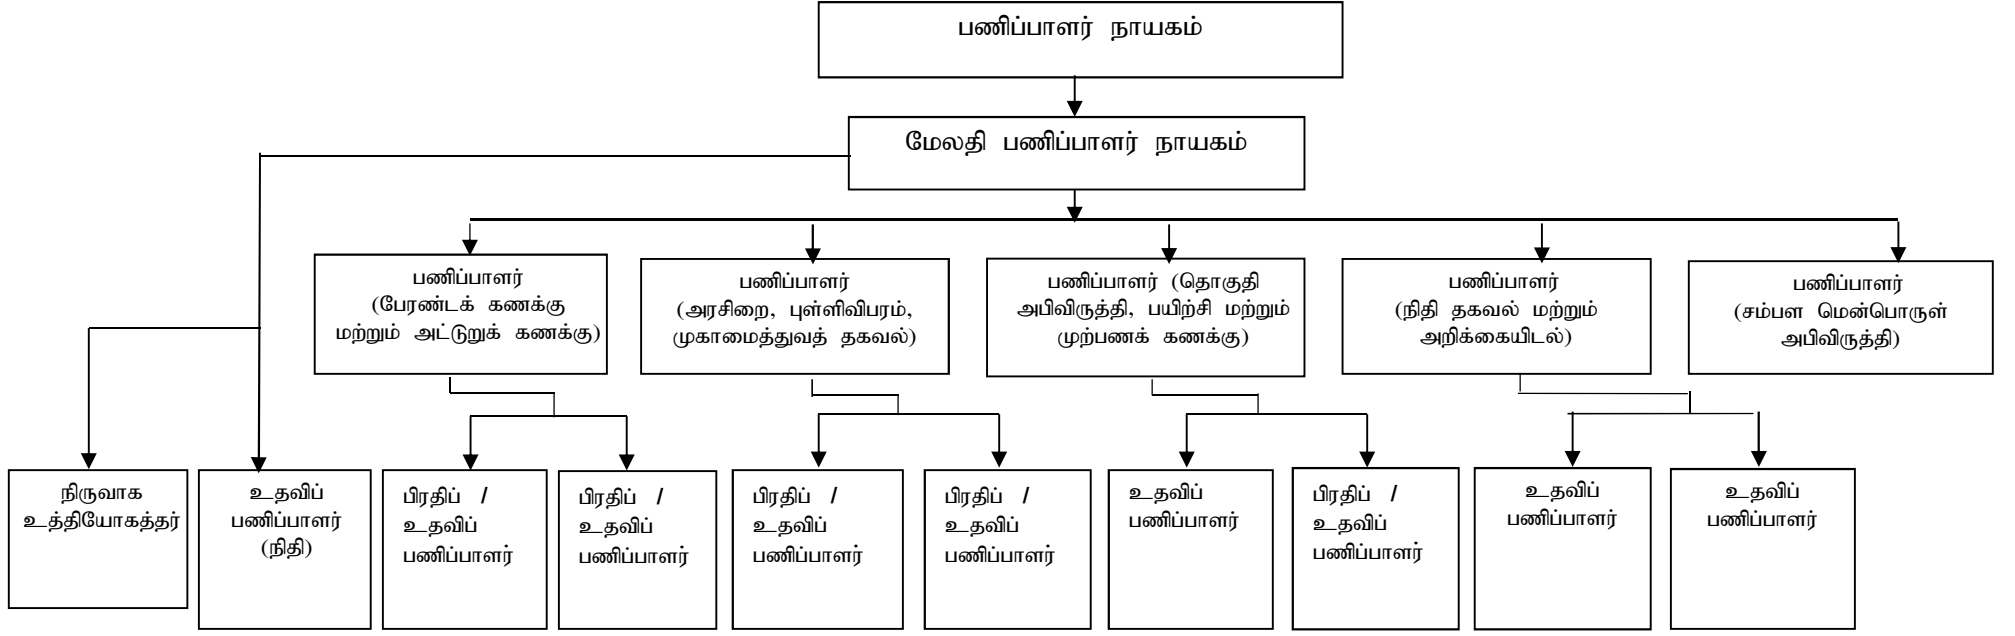 பணிப்பாளர் நாயகம்
மேலதி பணிப்பாளர் நாயகம்
பணிப்பாளர்
(பேரண்டக் கணக்கு
மற்றும் அட்டுறுக் கணக்கு)
பணிப்பாளர்
(அரசிறை, புள்ளிவிபரம்,
முகாமைத்துவத் தகவல்)
பணிப்பாளர் (தொகுதி
அபிவிருத்தி, பயிற்சி மற்றும்
முற்பணக் கணக்கு)
பணிப்பாளர்
(நிதி தகவல் மற்றும்
அறிக்கையிடல்)
பணிப்பாளர்
(சம்பள மென்பொருள்
அபிவிருத்தி)
நிருவாக
உத்தியோகத்தர்
உதவிப்
பணிப்பாளர்
(நிதி)
பிரதிப் /
உதவிப்
பணிப்பாளர்
பிரதிப் /
உதவிப்
பணிப்பாளர்
பிரதிப் /
உதவிப்
பணிப்பாளர்
பிரதிப் /
உதவிப்
பணிப்பாளர்
உதவிப்
பணிப்பாளர்
பிரதிப் /
உதவிப்
பணிப்பாளர்
உதவிப்
பணிப்பாளர்
உதவிப்
பணிப்பாளர்